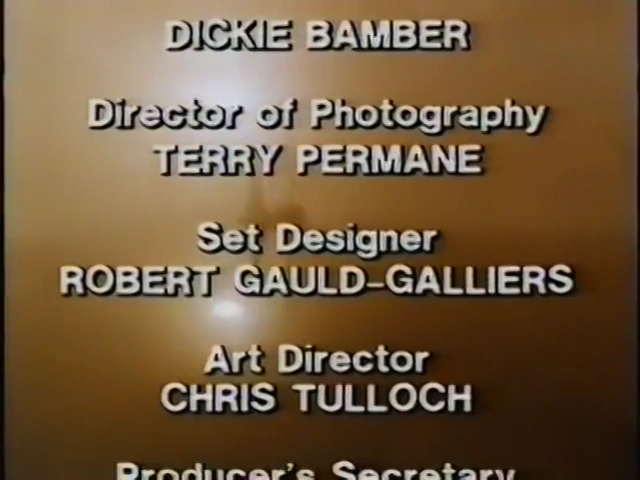 DICKIE BAMBER
Director of Photography
TERRY PERMANE
Set Designer
ROBERT GAULD-GALLIERS
Art Director
CHRIS TULLOCH
Producer's Secretary